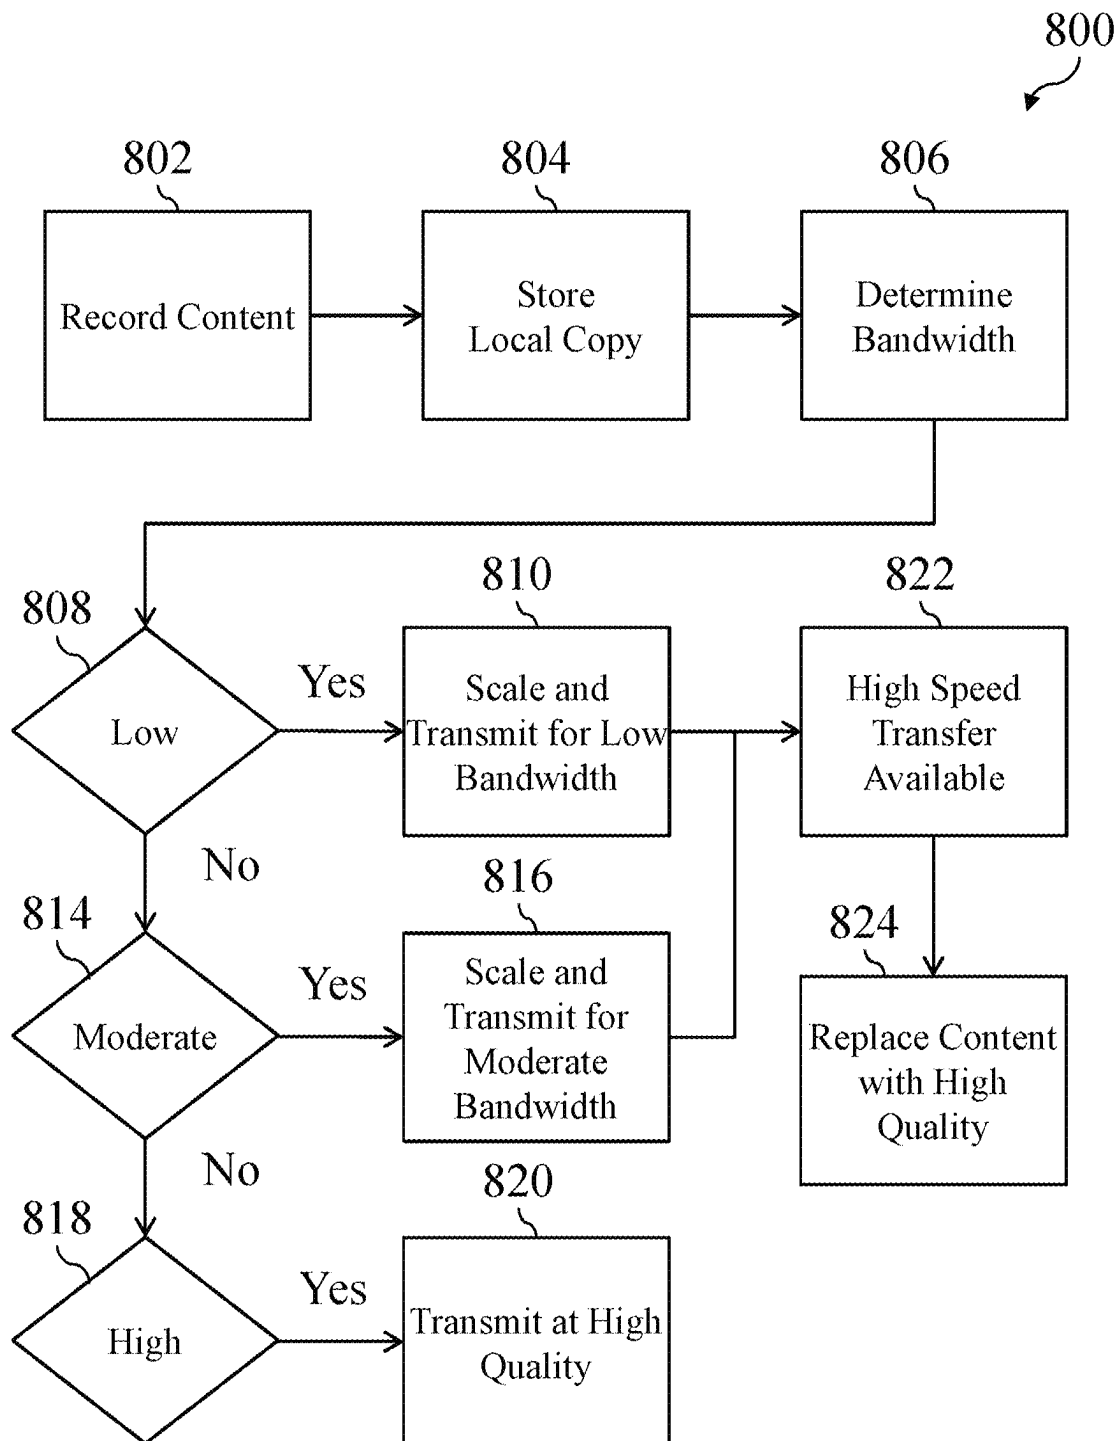 800
802
804
806
Record Content
Store
Local Copy
Determine
Bandwidth
808
810
822
Low
Yes
Scale and
Transmit for Low
Bandwidth
High Speed
Transfer
Available
No
814
816
824
Moderate
Yes
Scale and
Transmit for
Moderate
Bandwidth
Replace Content
with High
Quality
No
818
820
High
Yes
Transmit at High
Quality